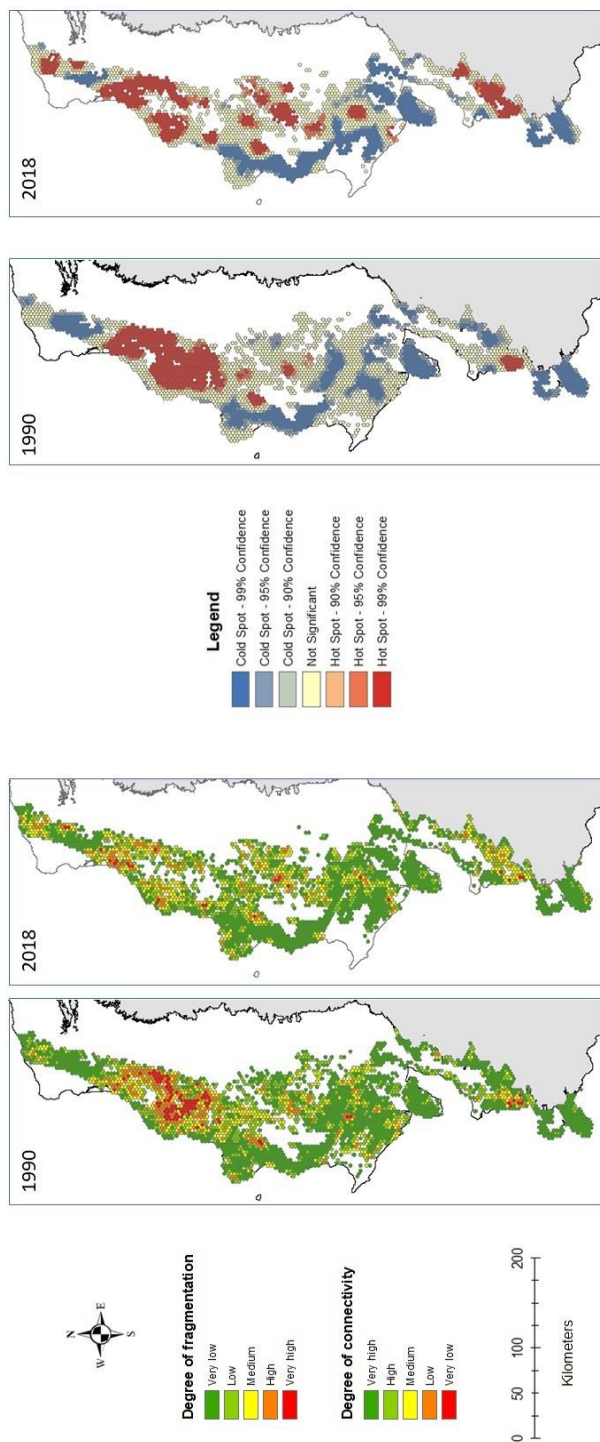 N
W E
S
Degree of fragmentation
Very low
Low
Medium
High
Very high
Degree of connectivity
Very high
High
Medium
Low
Very low
0 50 100 200
Kilometers
1990
2018
Legend
Cold Spot - 99% Confidence
Cold Spot - 95% Confidence
Cold Spot - 90% Confidence
Not Significant
Hot Spot - 90% Confidence
Hot Spot - 95% Confidence
Hot Spot - 99% Confidence
1990
2018